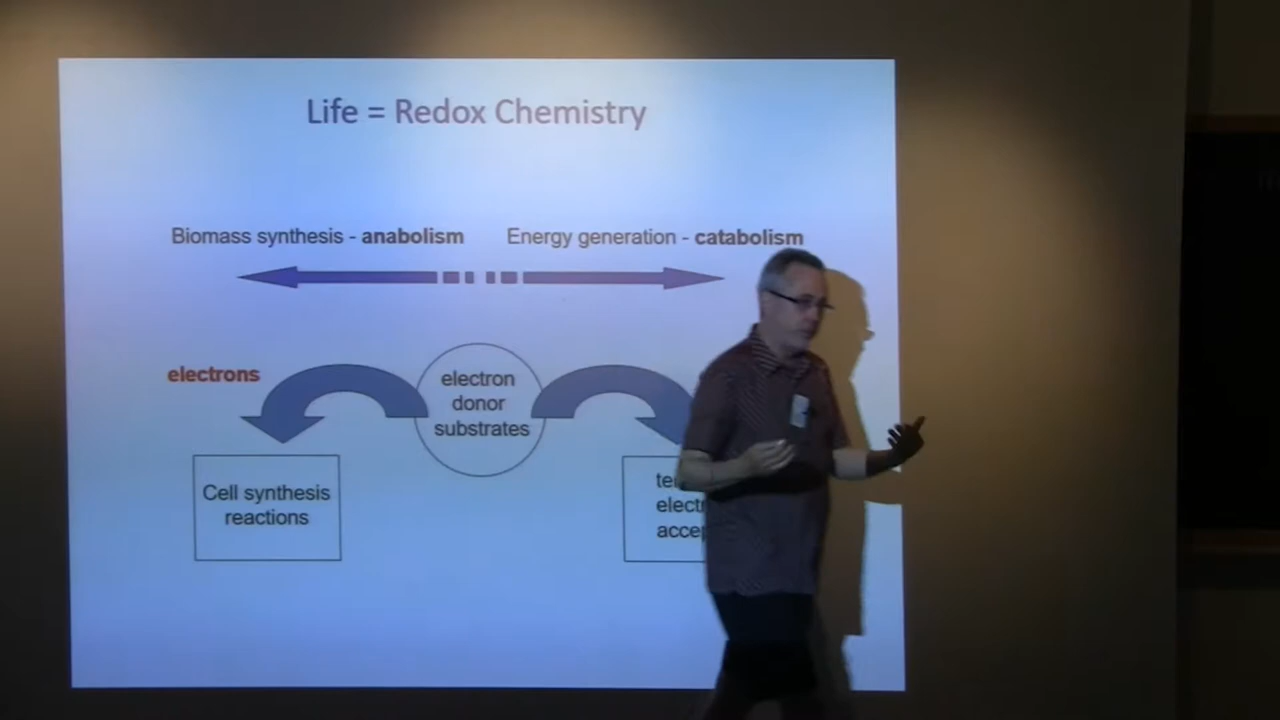 Life = Redox Chemistry
Biomass synthesis - anabolism
Energy generation - catabolism
electrons
electron
donor
substrates
Cell synthesis
reactions